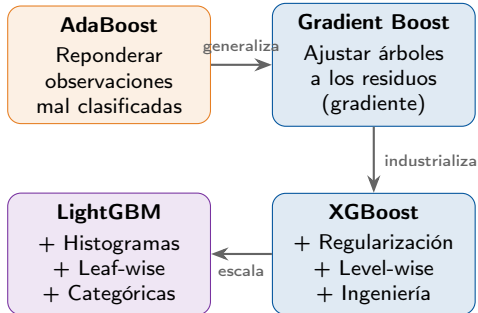 AdaBoost
Reponderar
observaciones
mal clasificadas
generaliza
Gradient Boost
Ajustar árboles
a los residuos
(gradiente)
industrializa
XGBoost
+ Regularización
+ Level-wise
+ Ingeniería
escala
LightGBM
+ Histogramas
+ Leaf-wise
+ Categóricas